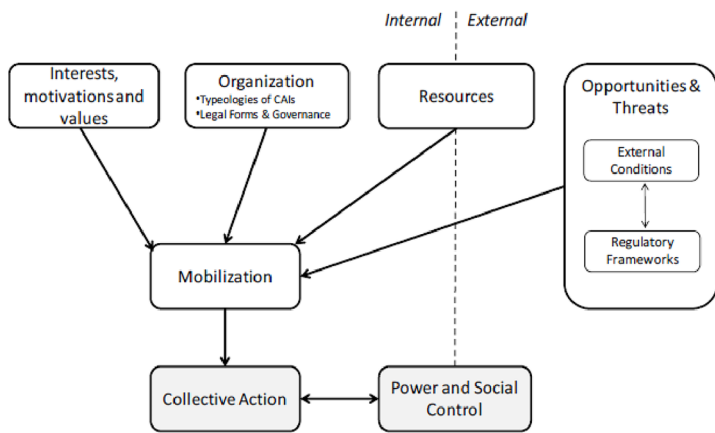 Internal
External
Interests,
motivations and
values
Organization
•Typeologies of CAIs
•Legal Forms & Governance
Resources
Opportunities &
Threats
External
Conditions
Regulatory
Frameworks
Mobilization
Collective Action
Power and Social
Control